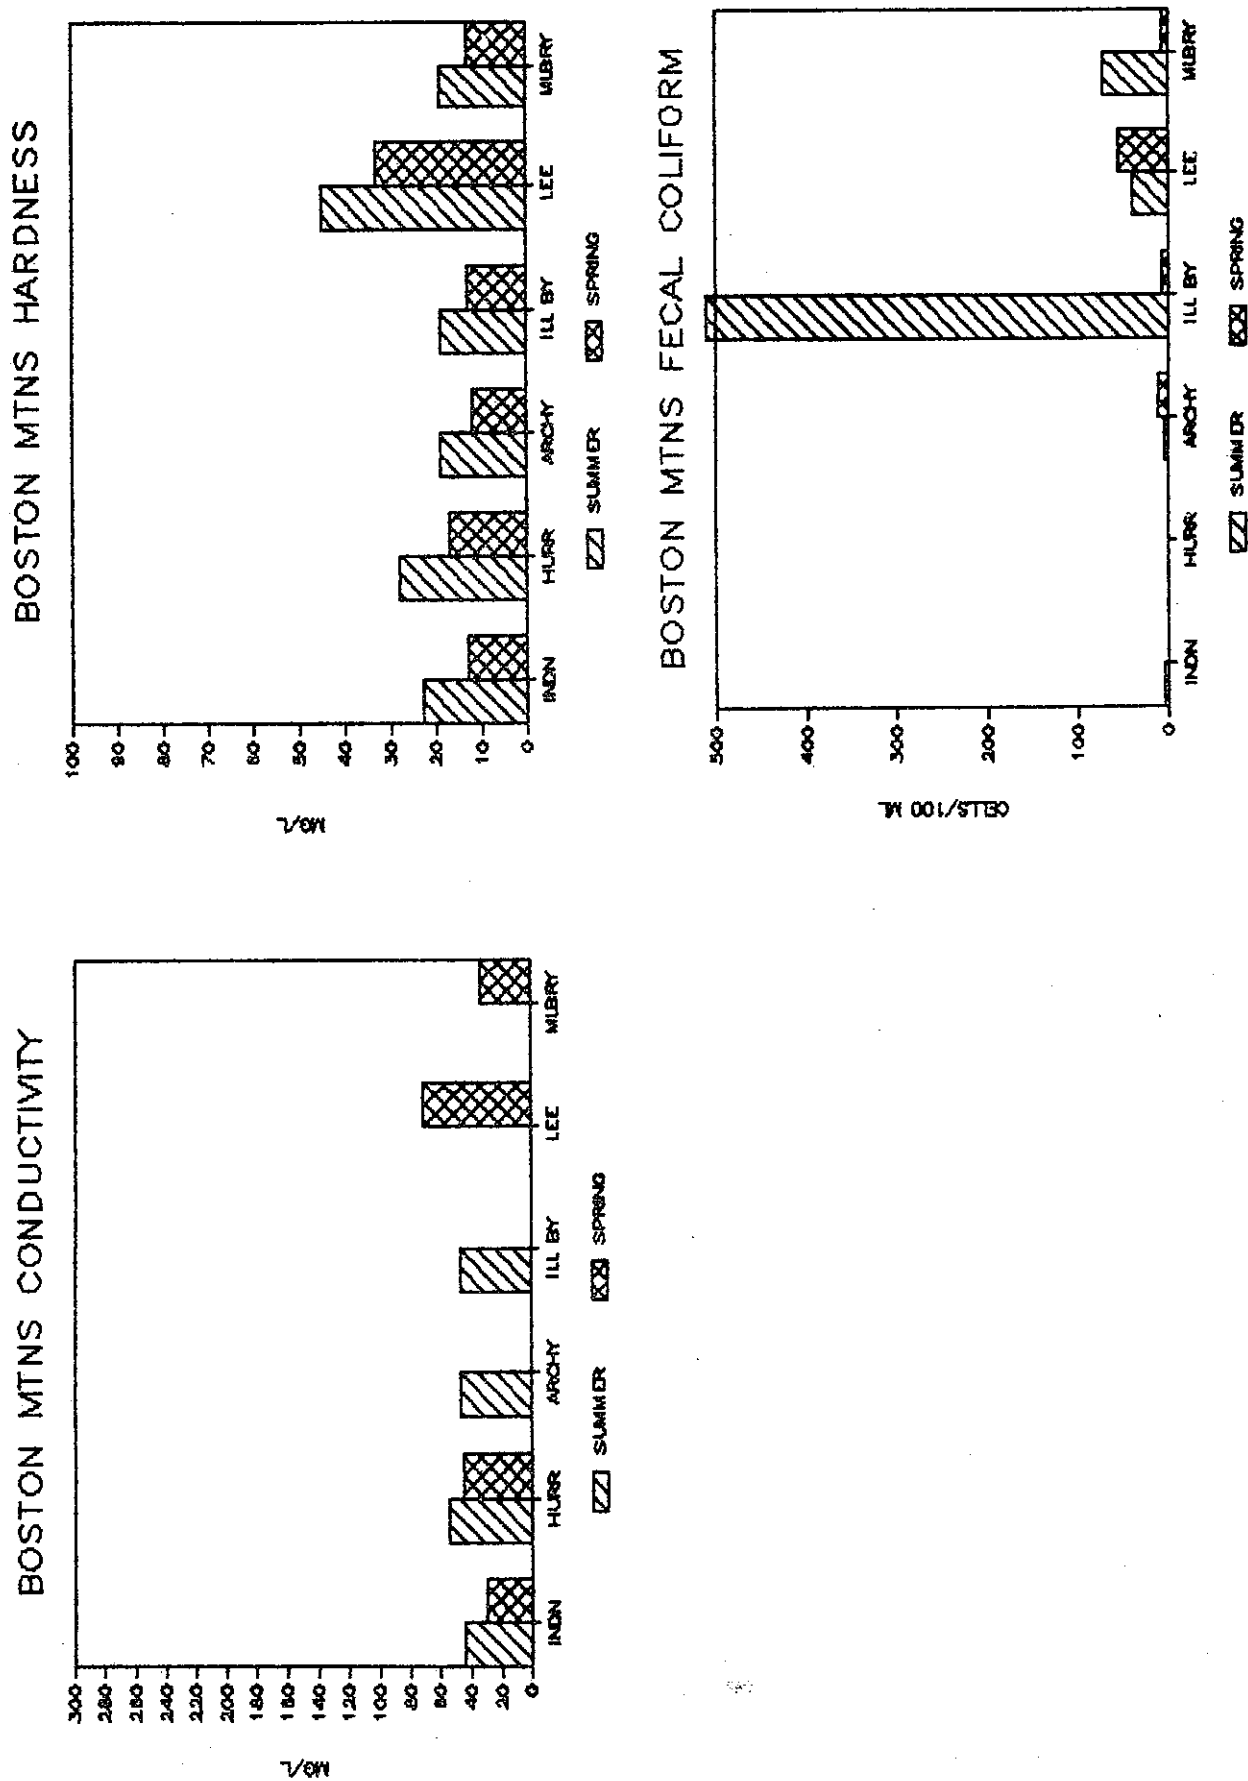 BOSTON MTNS CONDUCTIVITY
MG/L
300
280
260
240
220
200
180
160
140
120
100
80
60
40
20
0
INDN HURR ARCHY ILL BY LEE MLBRY
SUMMER SPRING
BOSTON MTNS HARDNESS
MG/L
100
90
80
70
60
50
40
30
20
10
0
INDN HURR ARCHY ILL BY LEE MLBRY
SUMMER SPRING
BOSTON MTNS FECAL COLIFORM
CELLS/100 ML
500
400
300
200
100
0
INDN HURR ARCHY ILL BY LEE MLBRY
SUMMER SPRING